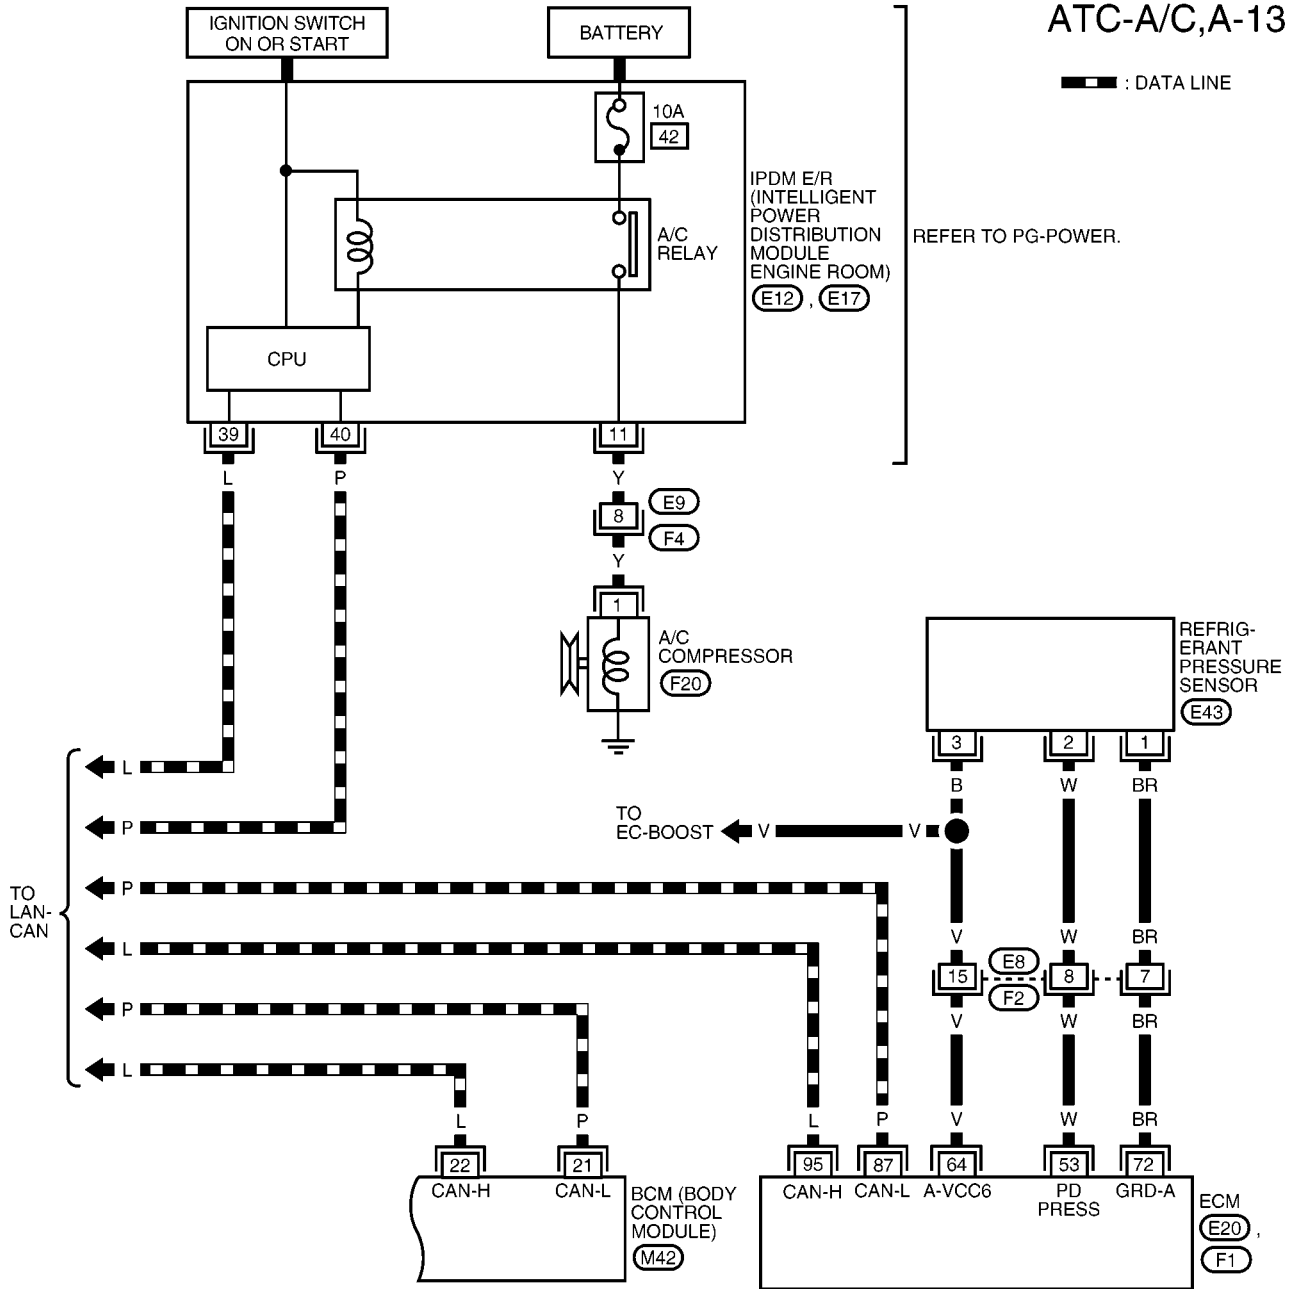 ATC-A/C,A-13
: DATA LINE
IGNITION SWITCH
ON OR START
BATTERY
10A
42
IPDM E/R
(INTELLIGENT
POWER
DISTRIBUTION
MODULE
ENGINE ROOM)
E12 , E17
REFER TO PG-POWER.
A/C
RELAY
CPU
39
40
11
L
P
Y
8
E9
F4
Y
1
A/C
COMPRESSOR
F20
REFRIG-
ERANT
PRESSURE
SENSOR
E43
3
2
1
B
W
BR
TO
EC-BOOST
V
V
L
P
P
L
P
L
TO
LAN-
CAN
V
W
BR
15
E8
F2
8
7
V
W
BR
L
P
L
P
V
W
BR
22
21
95
87
64
53
72
CAN-H
CAN-L
BCM (BODY
CONTROL
MODULE)
M42
CAN-H
CAN-L
A-VCC6
PD
PRESS
GRD-A
ECM
E20 ,
F1